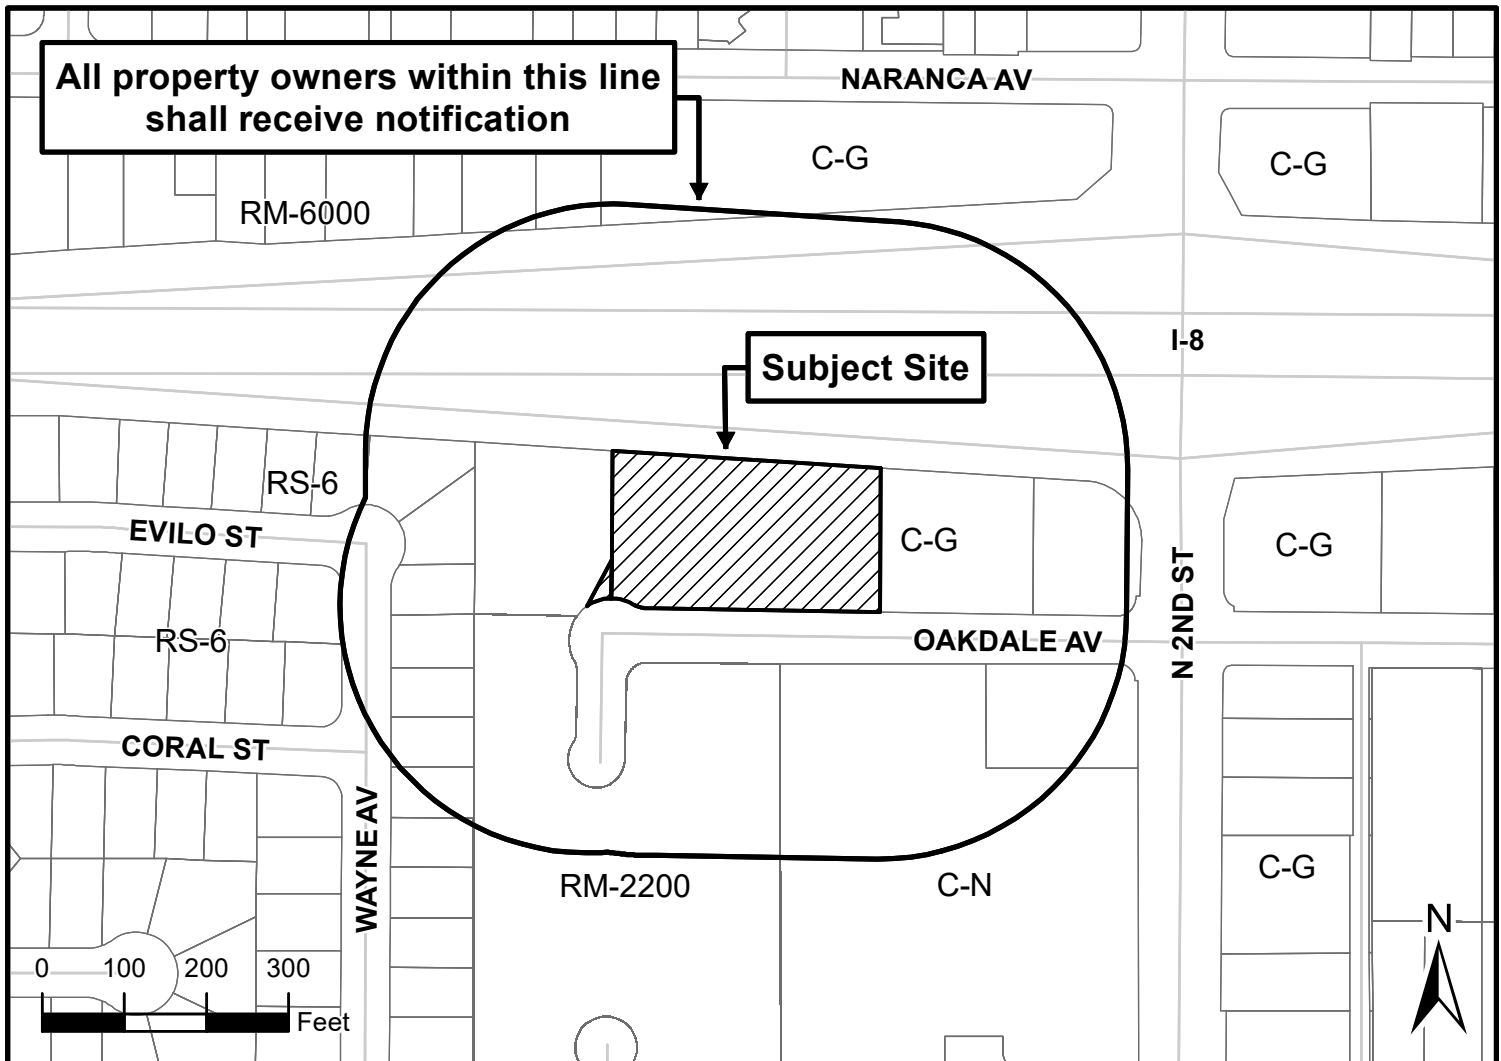 All property owners within this line
shall receive notification
NARANCA AV
C-G
C-G
RM-6000
I-8
Subject Site
RS-6
EVILO ST
C-G
C-G
N 2ND ST
RS-6
OAKDALE AV
CORAL ST
WAYNE AV
RM-2200
C-N
C-G
N
0 100 200 300
Feet